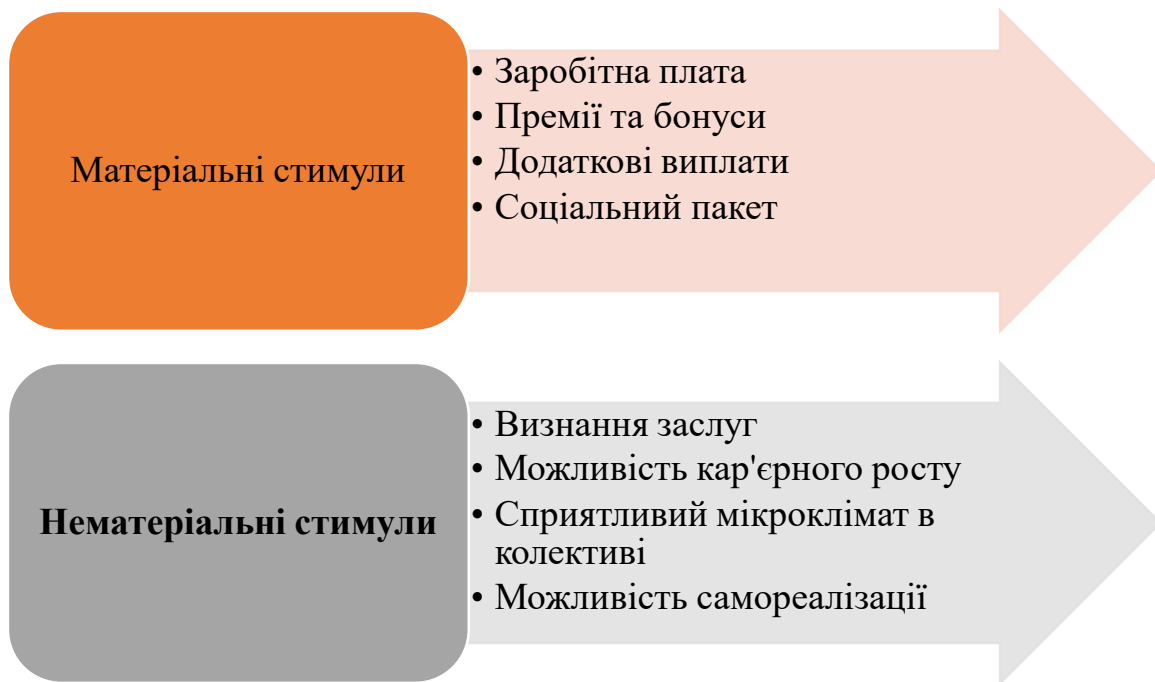 Матеріальні стимули
• Заробітна плата
• Премії та бонуси
• Додаткові виплати
• Соціальний пакет
Нематеріальні стимули
• Визнання заслуг
• Можливість кар'єрного росту
• Сприятливий мікроклімат в
колективі
• Можливість самореалізації